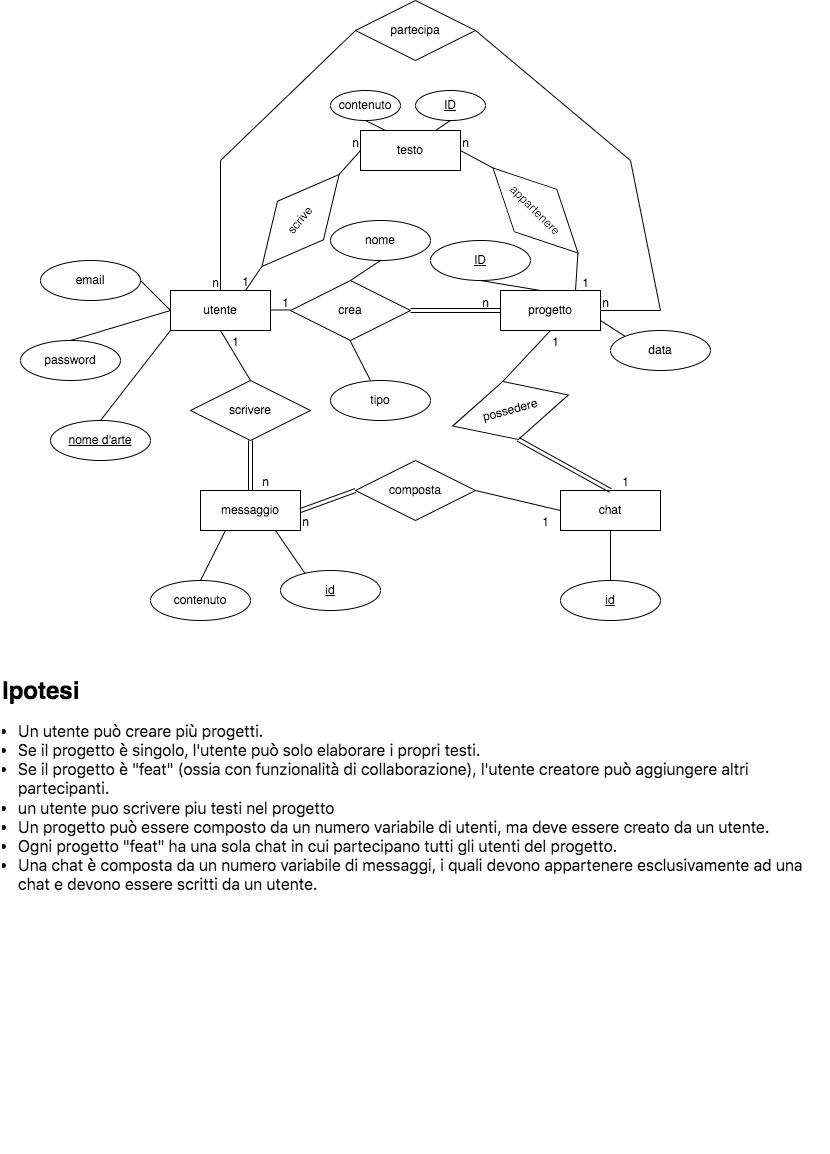 partecipa
contenuto
ID
n
testo
n
scrive
appartenere
nome
ID
email
n
1
1
utente
1
crea
n
progetto
n
password
1
1
data
nome d'arte
scrivere
tipo
possedere
n
composta
1
messaggio
n
1
chat
contenuto
id
id
Ipotesi
• Un utente può creare più progetti.
• Se il progetto è singolo, l'utente può solo elaborare i propri testi.
• Se il progetto è "feat" (ossia con funzionalità di collaborazione), l'utente creatore può aggiungere altri
partecipanti.
• un utente puo scrivere piu testi nel progetto
• Un progetto può essere composto da un numero variabile di utenti, ma deve essere creato da un utente.
• Ogni progetto "feat" ha una sola chat in cui partecipano tutti gli utenti del progetto.
• Una chat è composta da un numero variabile di messaggi, i quali devono appartenere esclusivamente ad una
chat e devono essere scritti da un utente.